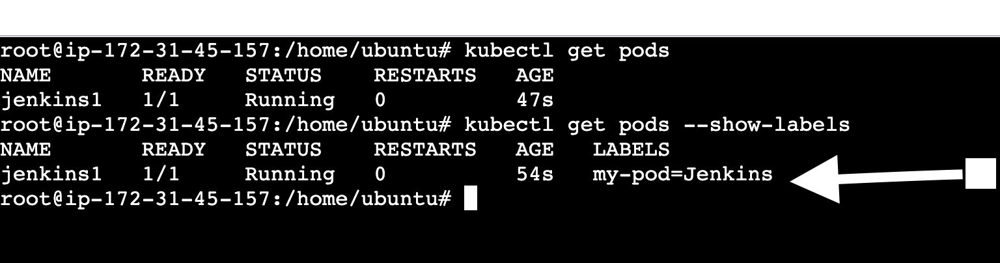 root@ip-172-31-45-157:/home/ubuntu# kubectl get pods
NAME READY STATUS RESTARTS AGE
jenkins1 1/1 Running 0 47s
root@ip-172-31-45-157:/home/ubuntu# kubectl get pods --show-labels
NAME READY STATUS RESTARTS AGE LABELS
jenkins1 1/1 Running 0 54s my-pod=Jenkins
root@ip-172-31-45-157:/home/ubuntu#